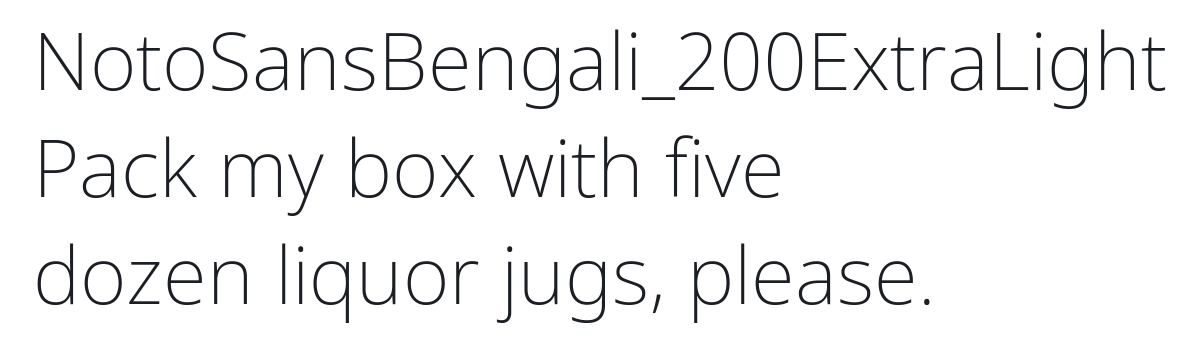 NotoSansBengali_200ExtraLight
Pack my box with five
dozen liquor jugs, please.